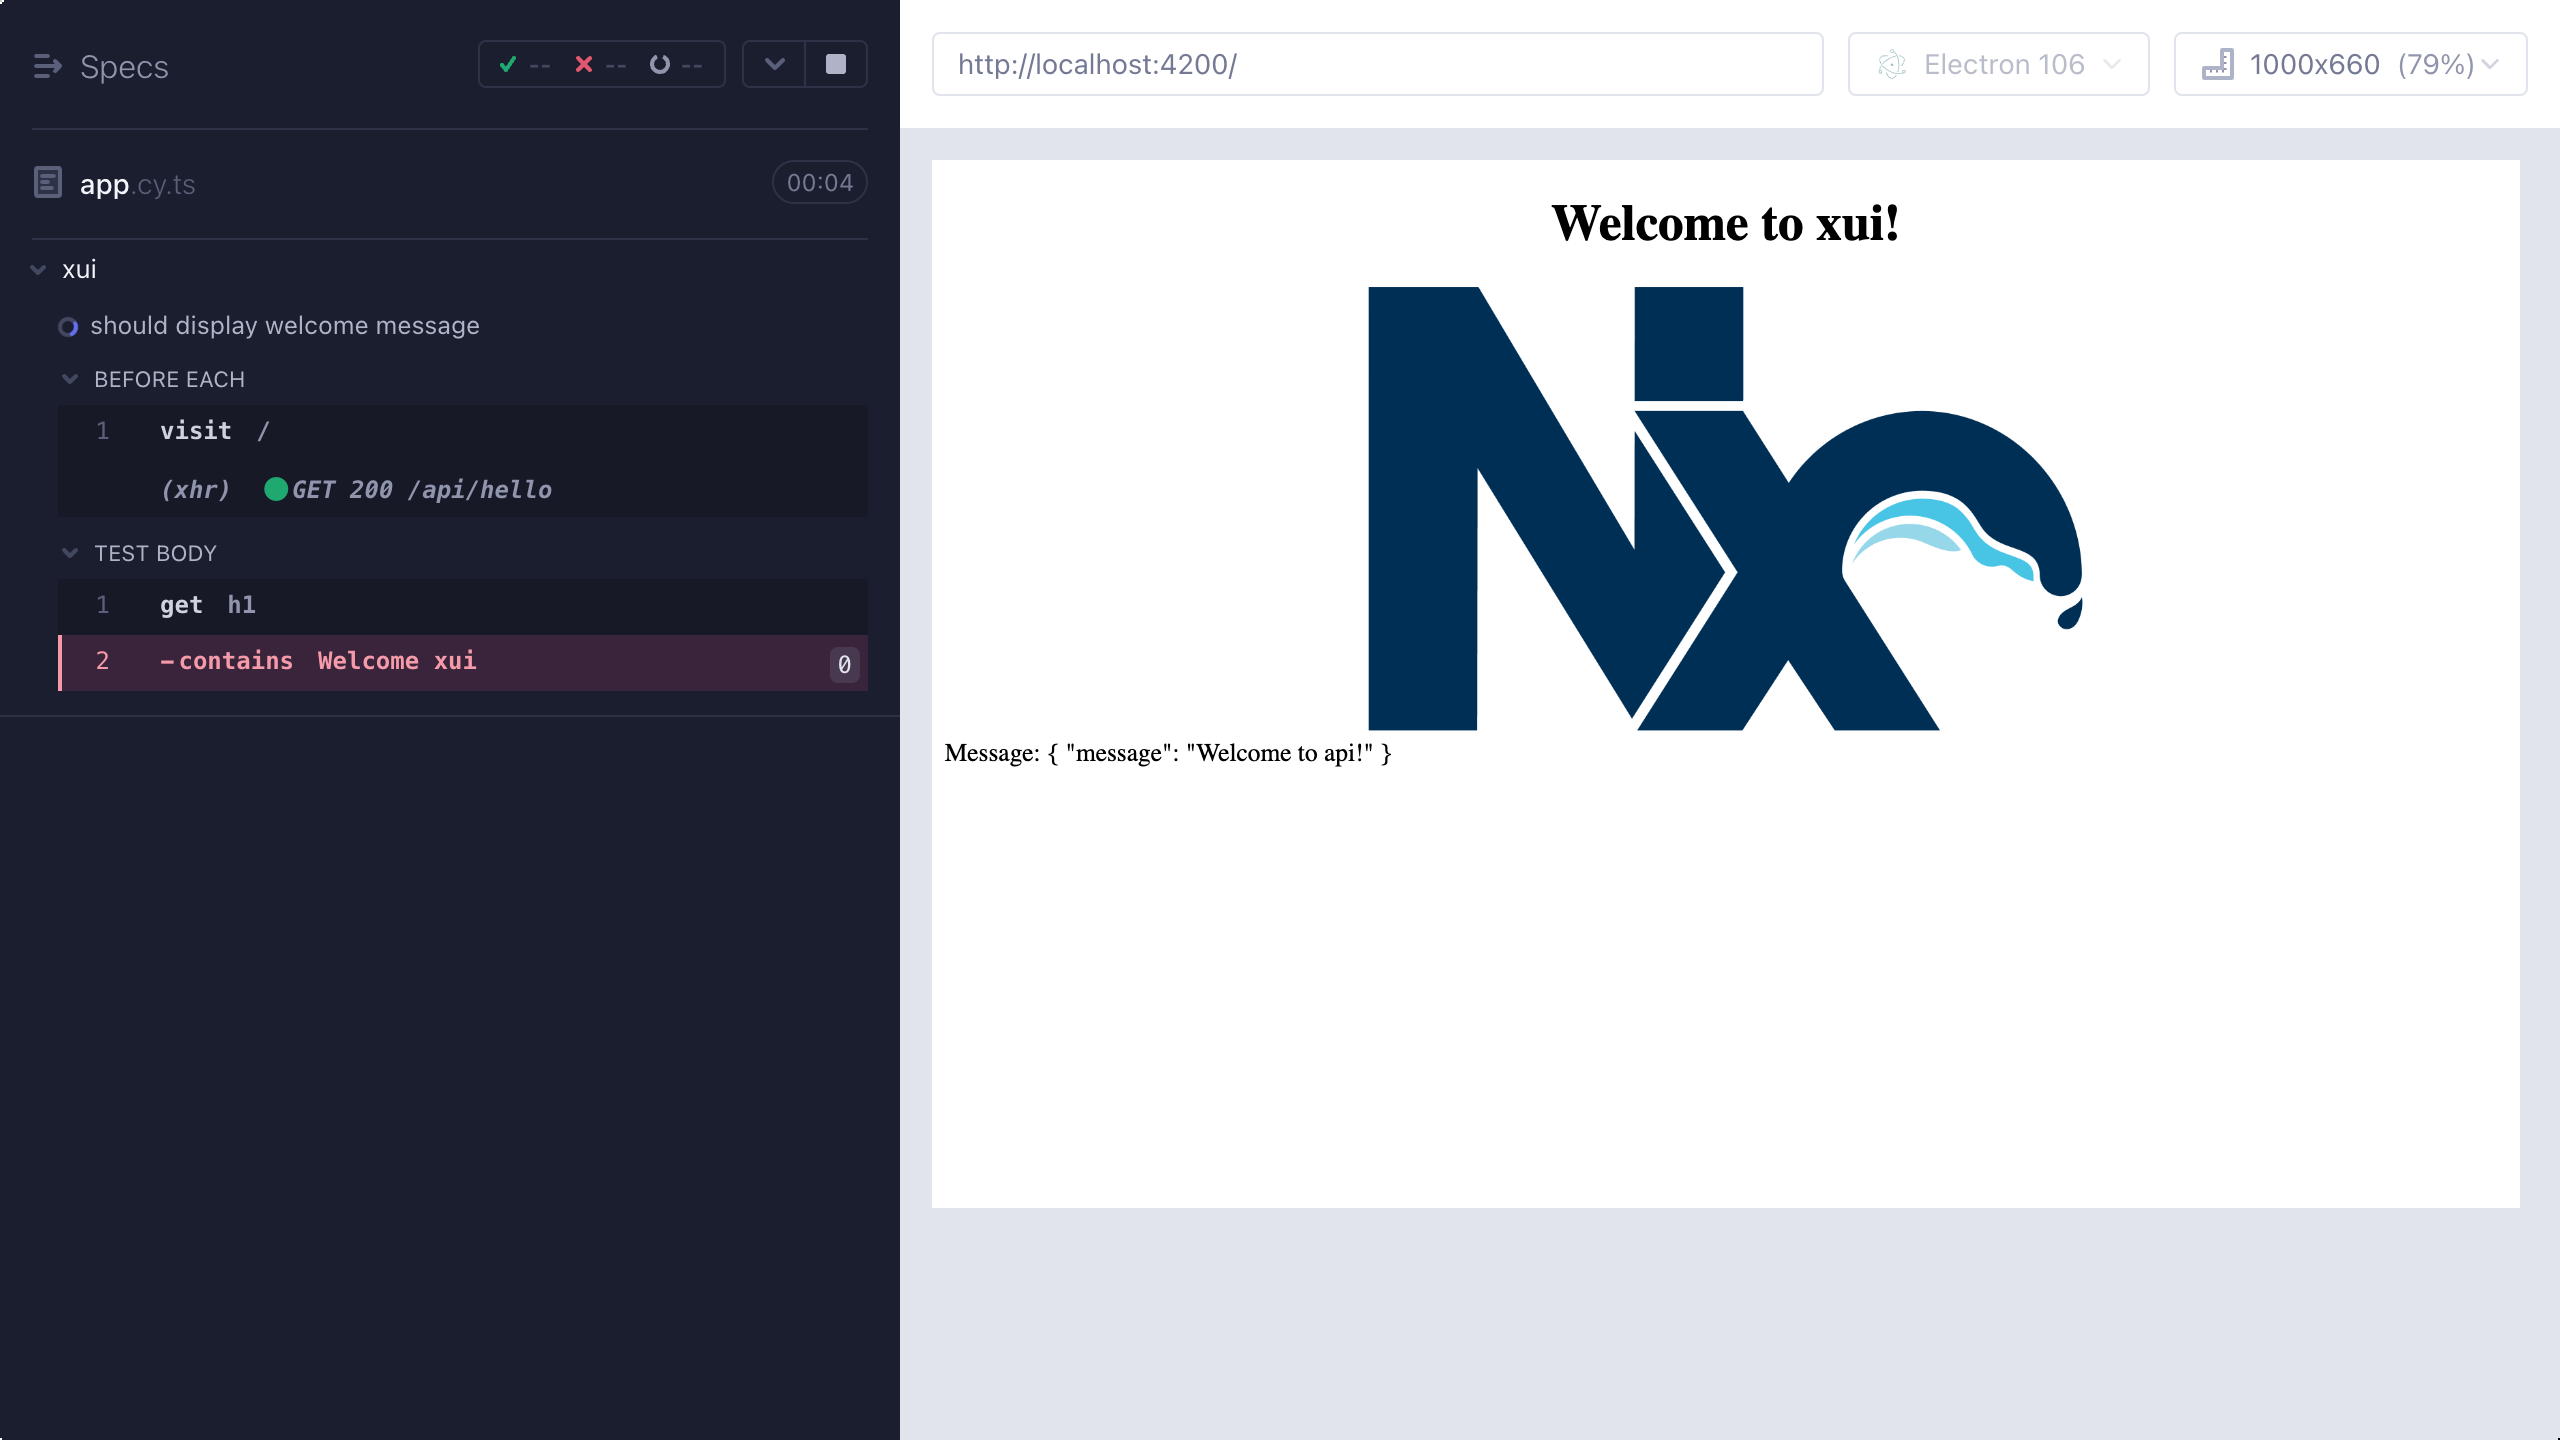 Specs
-- -- --
app.cy.ts
00:04
xui
should display welcome message
BEFORE EACH
1 visit /
(xhr) GET 200 /api/hello
TEST BODY
1 get h1
2 -contains Welcome xui 0
http://localhost:4200/
Electron 106
1000x660 (79%)
Welcome to xui!
Nx
Message: { "message": "Welcome to api!" }